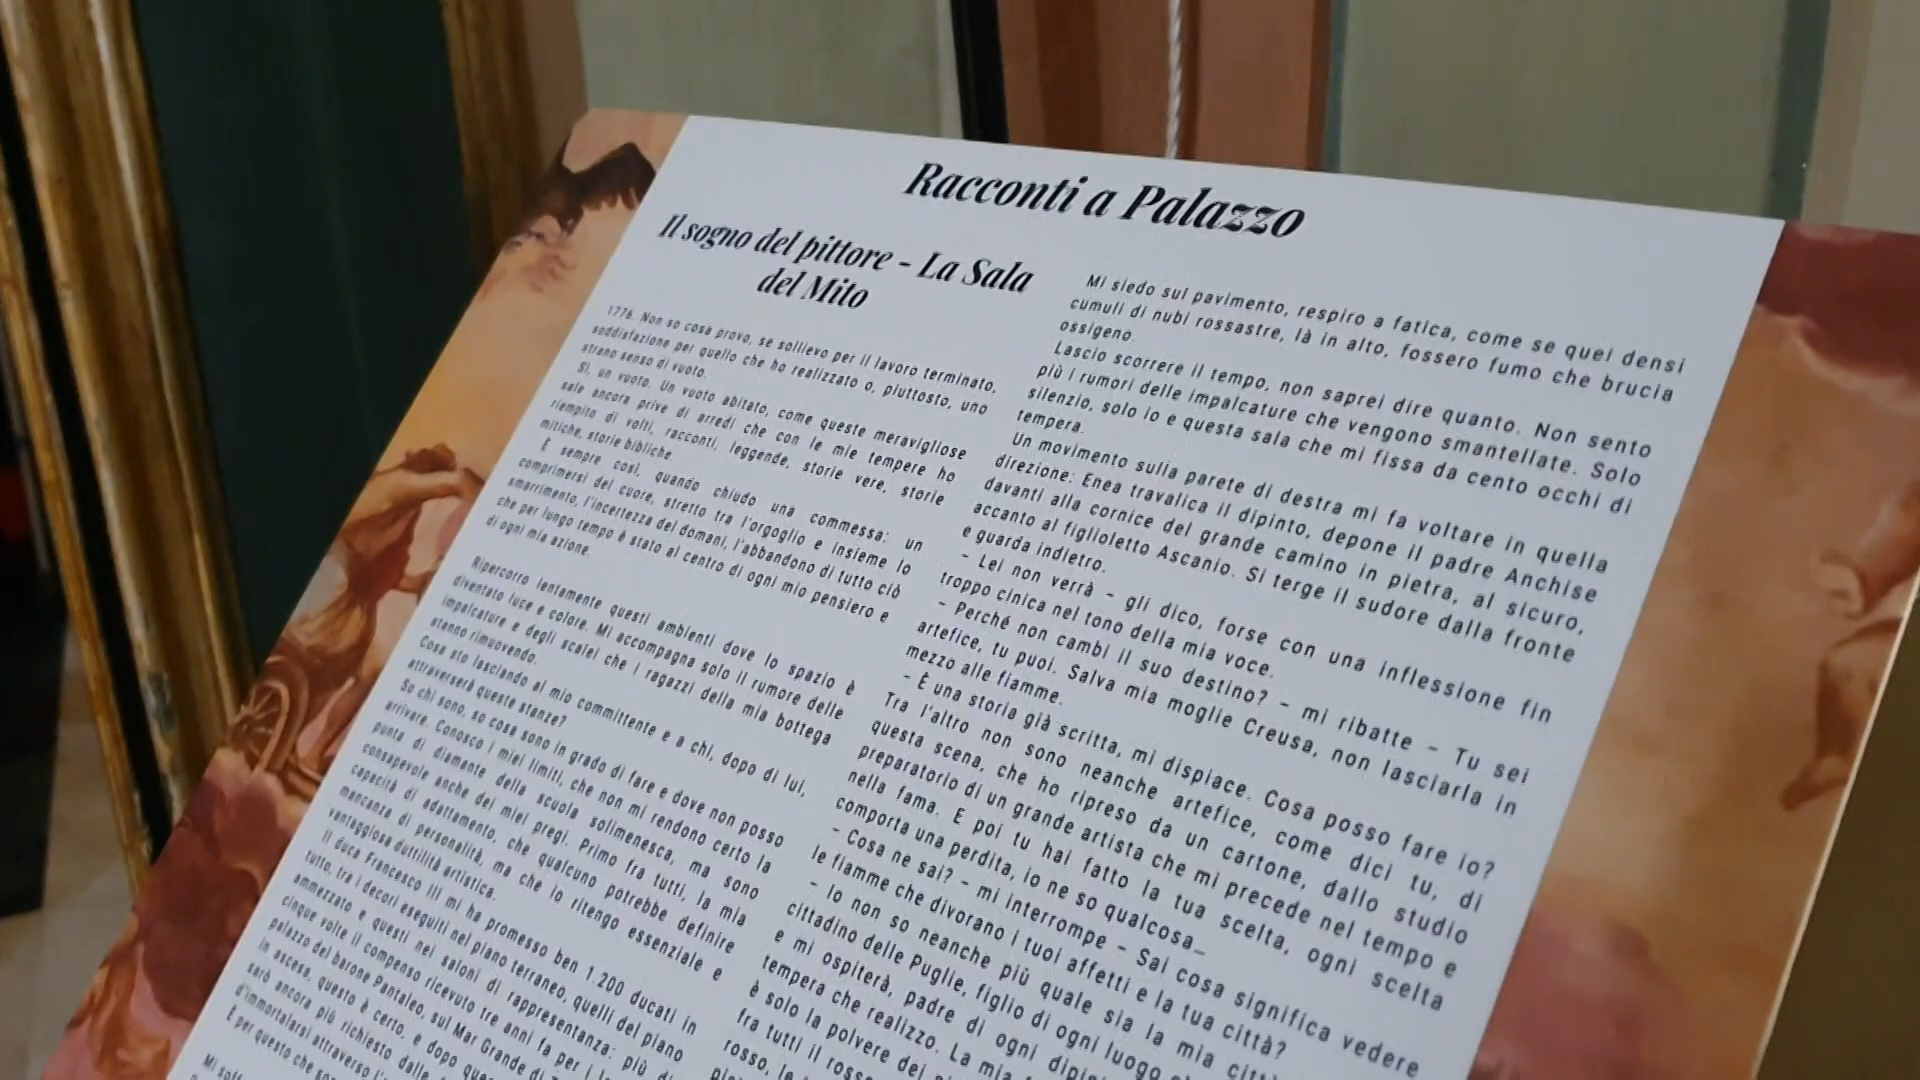 Racconti a Palazzo
Il sogno del pittore - La Sala
del Mito
1776. Non so cosa provo, se sollievo per il lavoro terminato,
soddisfazione per quello che ho realizzato o, piuttosto, uno
strano senso di vuoto.
Sì, un vuoto. Un vuoto abitato, come queste meravigliose
sale ancora prive di arredi che con le mie tempere ho
riempito di volti, racconti, leggende, storie vere, storie
mitiche, storie bibliche.
È sempre così, quando chiudo una commessa: un
comprimersi del cuore, stretto tra l'orgoglio e insieme lo
smarrimento, l'incertezza del domani, l'abbandono di tutto ciò
che per lungo tempo è stato al centro di ogni mio pensiero e
di ogni mia azione.
Ripercorro lentamente questi ambienti dove lo spazio è
diventato luce e colore. Mi accompagna solo il rumore delle
impalcature e degli scalei che i ragazzi della mia bottega
stanno rimuovendo.
Cosa sto lasciando al mio committente e a chi, dopo di lui,
attraverserà queste stanze?
So chi sono, so cosa sono in grado di fare e dove non posso
arrivare. Conosco i miei limiti, che non mi rendono certo la
punta di diamante della scuola solimenesca, ma sono
consapevole anche dei miei pregi. Primo fra tutti, la mia
capacità di adattamento, che qualcuno potrebbe definire
mancanza di personalità, ma che io ritengo essenziale e
vantaggiosa duttilità artistica.
Il duca Francesco III mi ha promesso ben 1.200 ducati in
tutto, tra i decori eseguiti nel piano terraneo, quelli del piano
ammezzato e questi nei saloni di rappresentanza: più di
cinque volte il compenso ricevuto tre anni fa per i
palazzo del barone Pantaleo, sul Mar Grande di
in ascesa, questo è certo, e dopo
sarò ancora più richiesto dalle
d'immortalarsi attraverso
È per questo che
Mi
Mi siedo sul pavimento, respiro a fatica, come se quei densi
cumuli di nubi rossastre, là in alto, fossero fumo che brucia
ossigeno.
Lascio scorrere il tempo, non saprei dire quanto. Non sento
più i rumori delle impalcature che vengono smantellate. Solo
silenzio, solo io e questa sala che mi fissa da cento occhi di
tempera.
Un movimento sulla parete di destra mi fa voltare in quella
direzione: Enea travalica il dipinto, depone il padre Anchise
davanti alla cornice del grande camino in pietra, al sicuro,
accanto al figlioletto Ascanio. Si terge il sudore dalla fronte
e guarda indietro.
- Lei non verrà - gli dico, forse con una inflessione fin
troppo cinica nel tono della mia voce.
- Perché non cambi il suo destino? - mi ribatte - Tu sei
artefice, tu puoi. Salva mia moglie Creusa, non lasciarla in
mezzo alle fiamme.
- È una storia già scritta, mi dispiace. Cosa posso fare io?
Tra l'altro non sono neanche artefice, come dici tu, di
questa scena, che ho ripreso da un cartone, dallo studio
preparatorio di un grande artista che mi precede nel tempo e
nella fama. E poi tu hai fatto la tua scelta, ogni scelta
comporta una perdita, io ne so qualcosa...
- Cosa ne sai? - mi interrompe - Sai cosa significa vedere
le fiamme che divorano i tuoi affetti e la tua città?
- Io non so neanche più quale sia la mia
cittadino delle Puglie, figlio di ogni luogo
e mi ospiterà, padre di ogni
tempera che realizzo. La mia
è solo la polvere dei
fra tutti il
rosso,